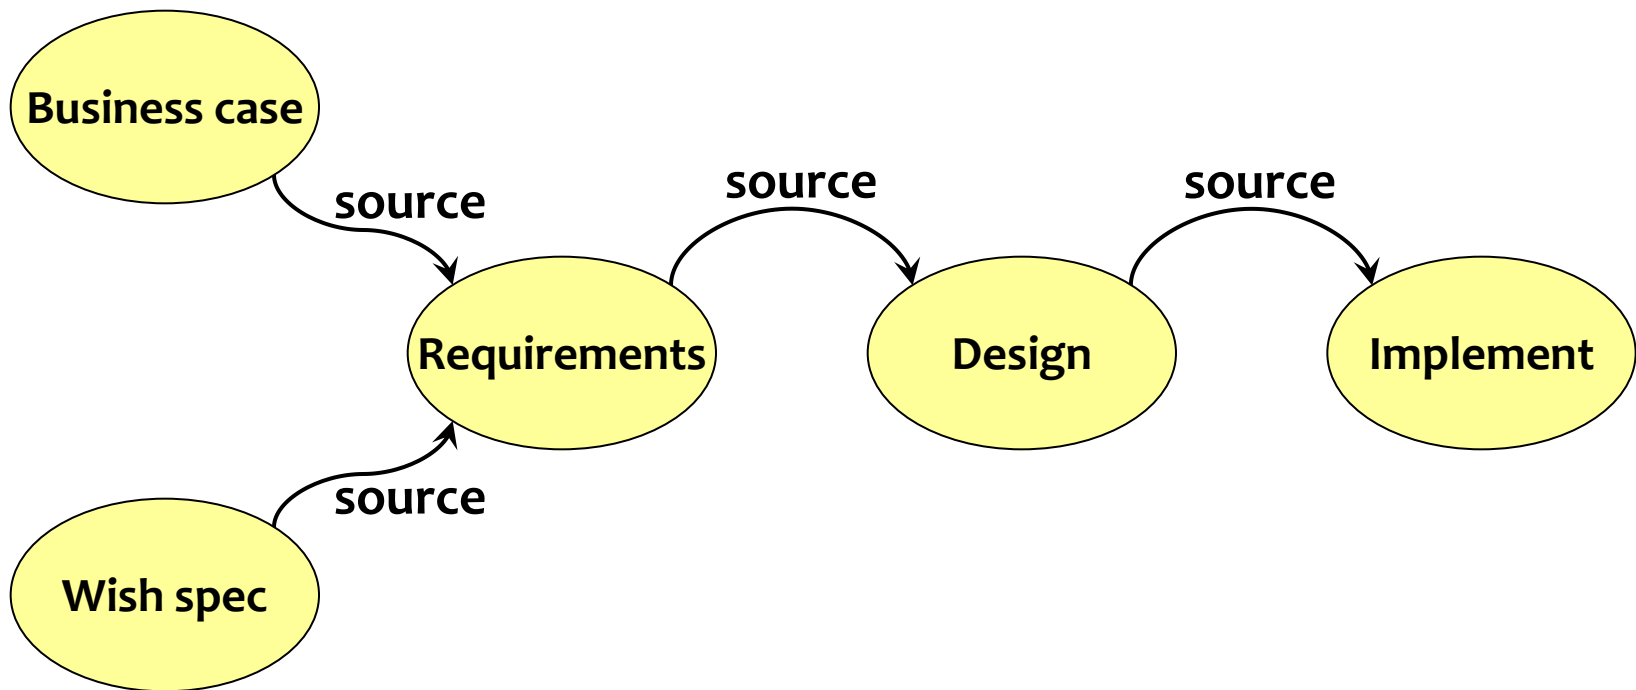 Business case
source
source
source
Requirements
Design
Implement
source
Wish spec